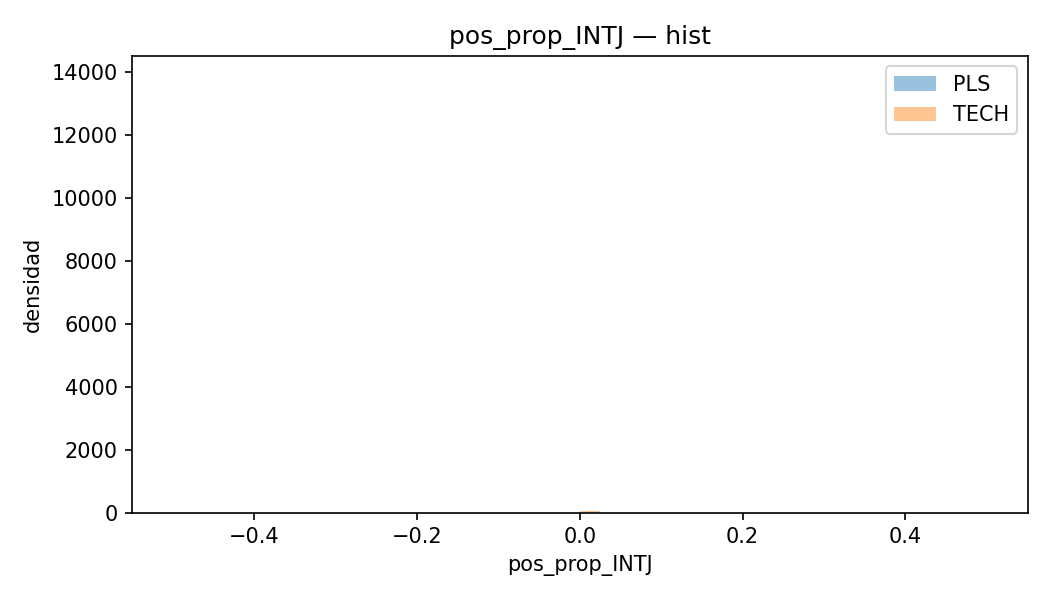 pos_prop_INTJ — hist
14000
12000
10000
8000
6000
4000
2000
0
densidad
PLS
TECH
−0.4 −0.2 0.0 0.2 0.4
pos_prop_INTJ